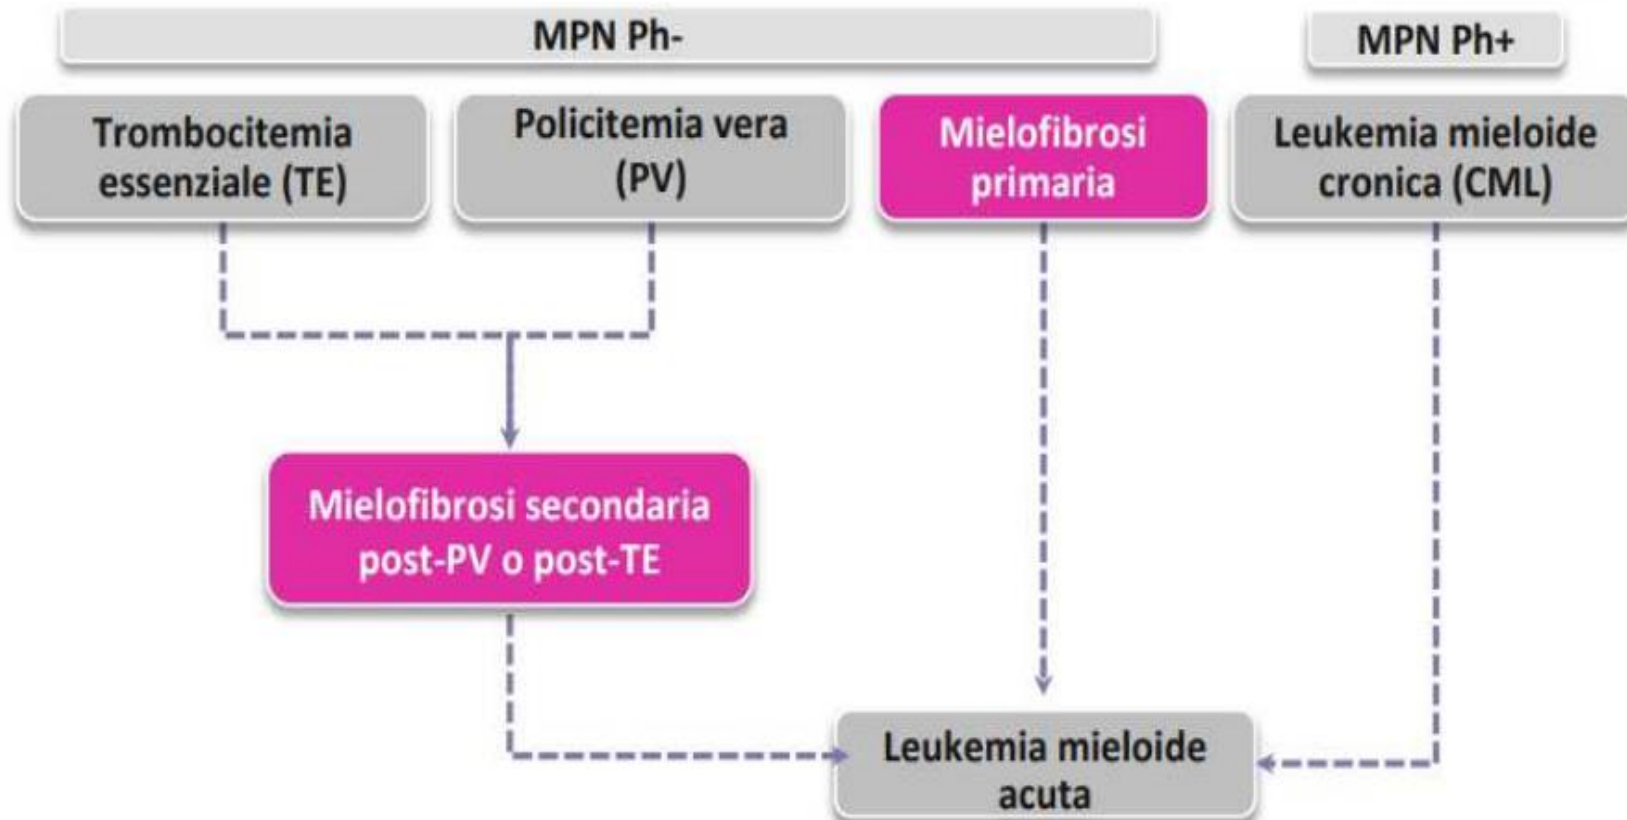 MPN Ph-
MPN Ph+
Trombocitemia
essenziale (TE)
Policitemia vera
(PV)
Mielofibrosi
primaria
Leukemia mieloide
cronica (CML)
Mielofibrosi secondaria
post-PV o post-TE
Leukemia mieloide
acuta